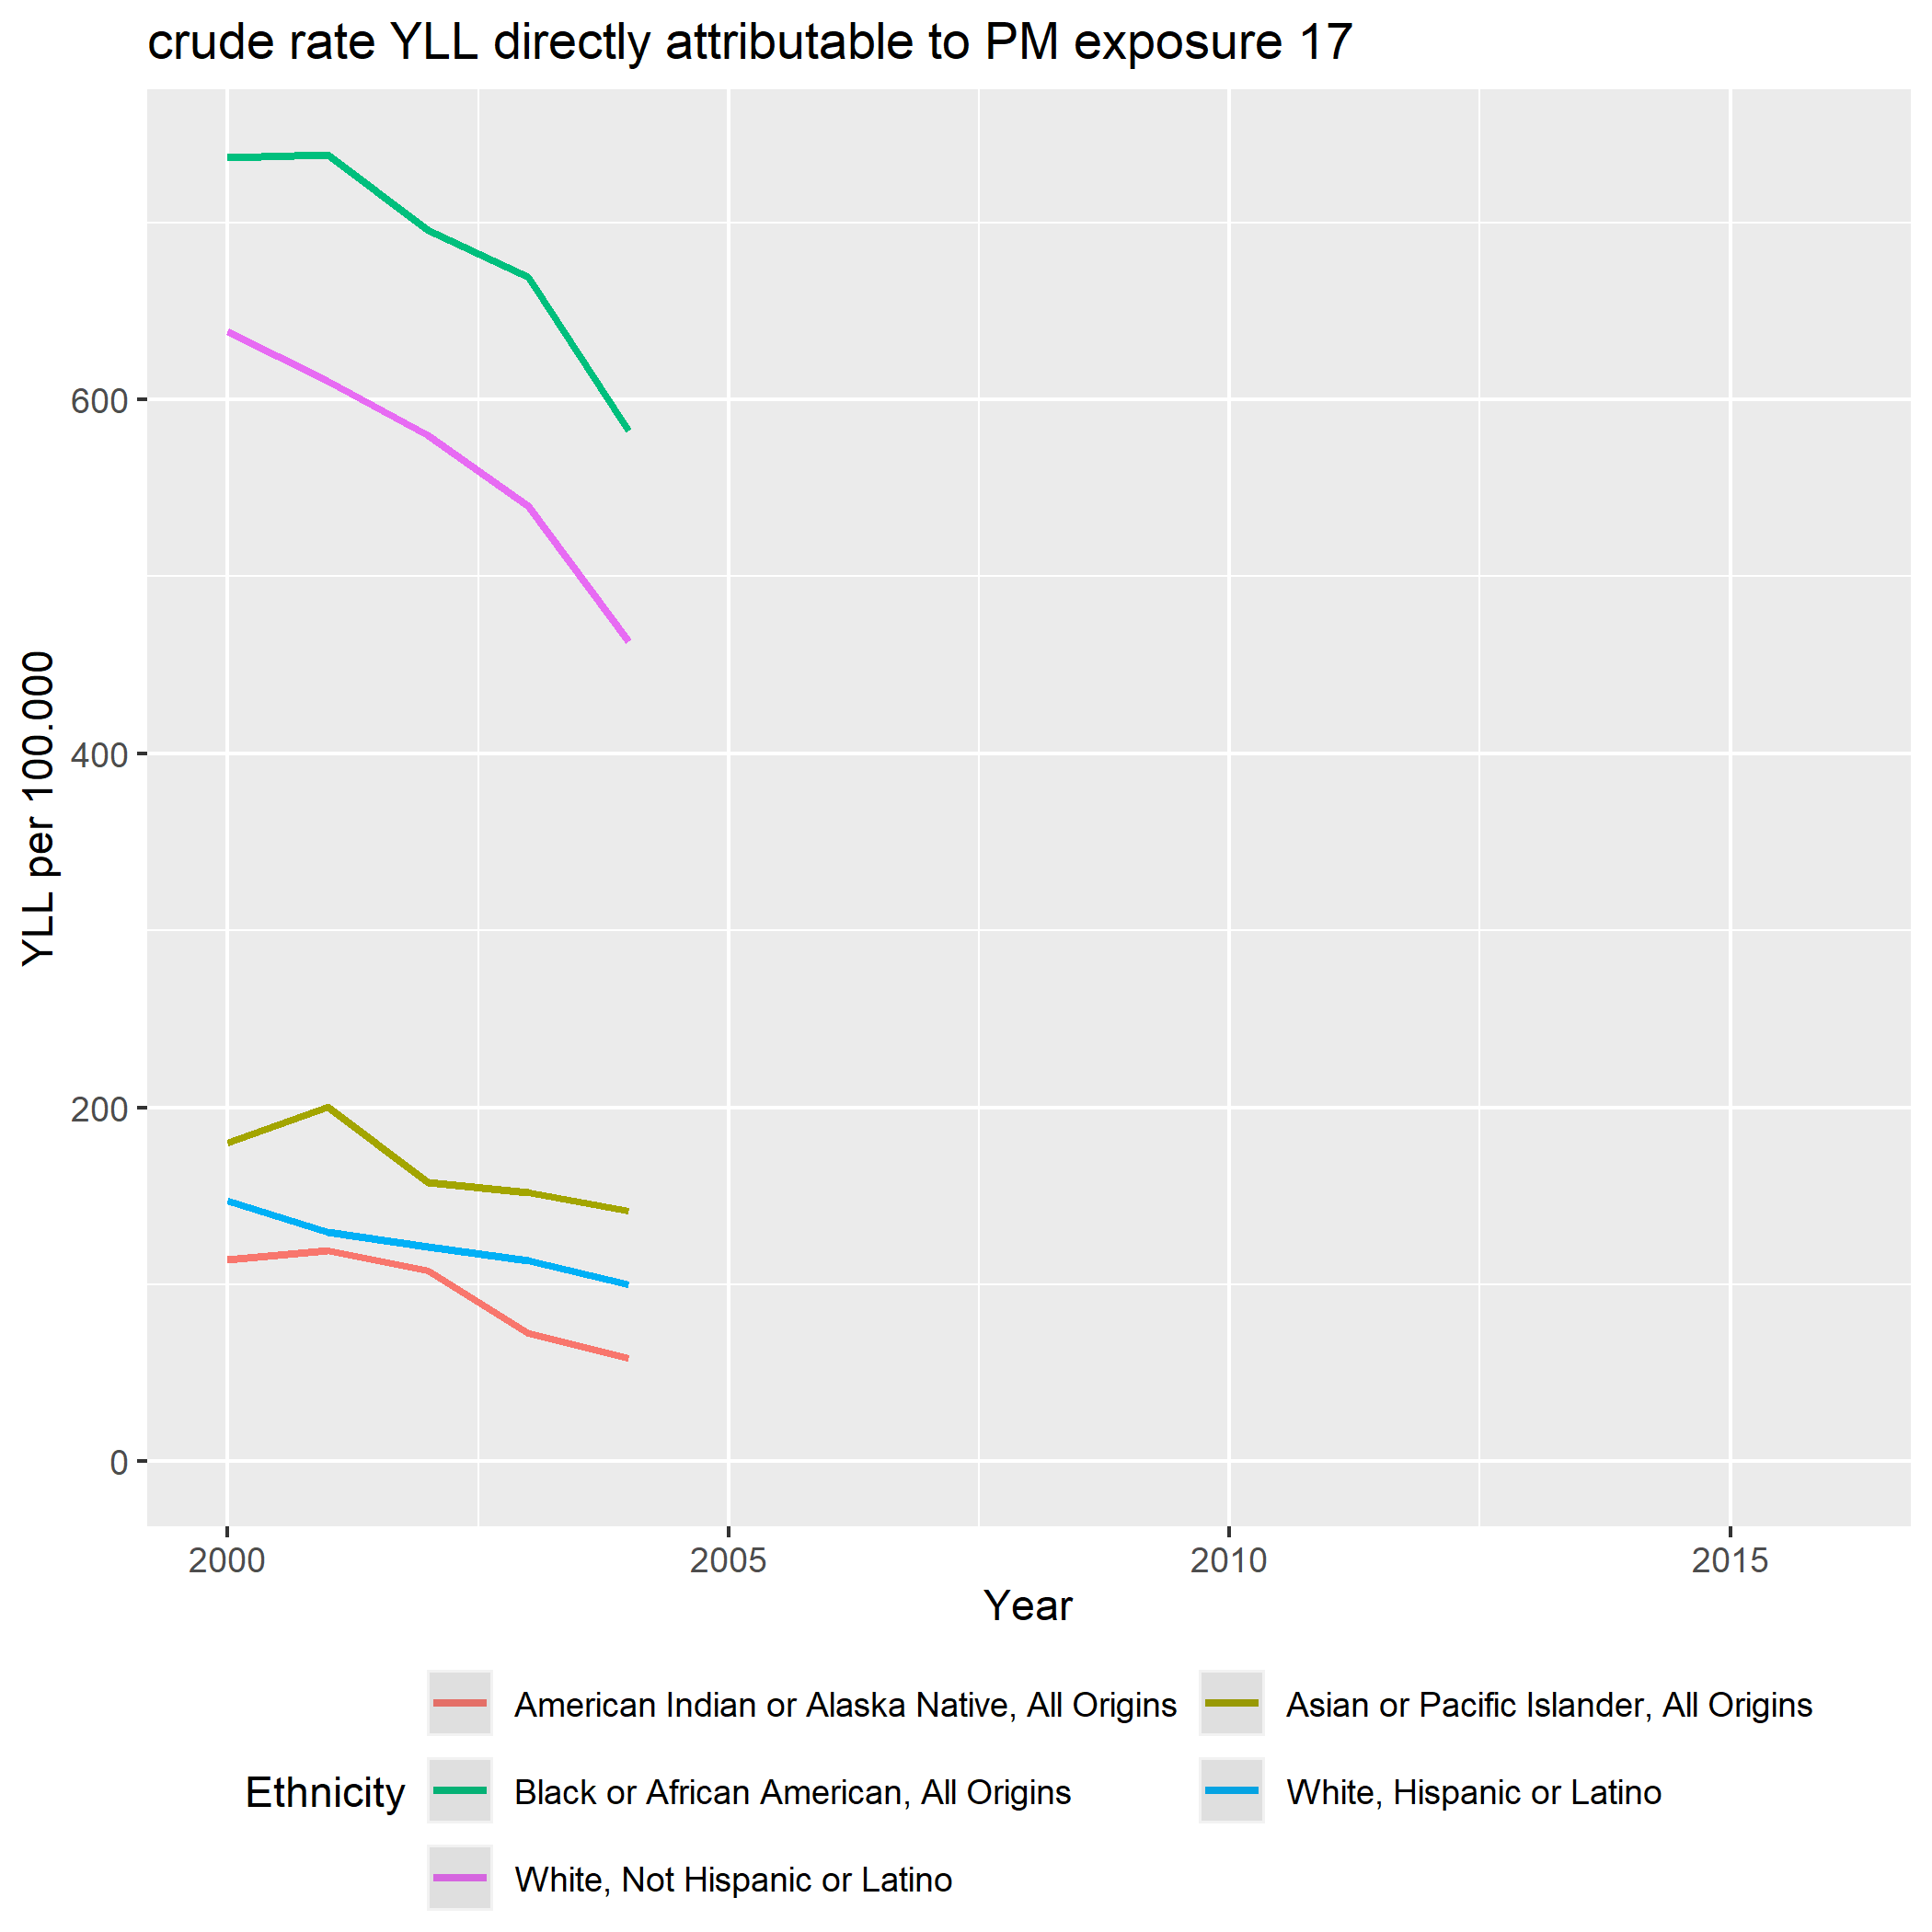 crude rate YLL directly attributable to PM exposure 17
YLL per 100.000
600
400
200
0
2000 2005 2010 2015
Year
Ethnicity
American Indian or Alaska Native, All Origins
Asian or Pacific Islander, All Origins
Black or African American, All Origins
White, Hispanic or Latino
White, Not Hispanic or Latino